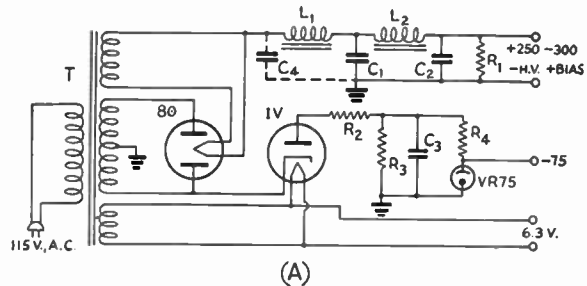 L1
L2
+250 -300
T
C4
C1
C2
R1
-H.V. +BIAS
80
1V
R2
R3
C3
R4
-75
VR75
115 V., A.C.
6.3 V.
(A)